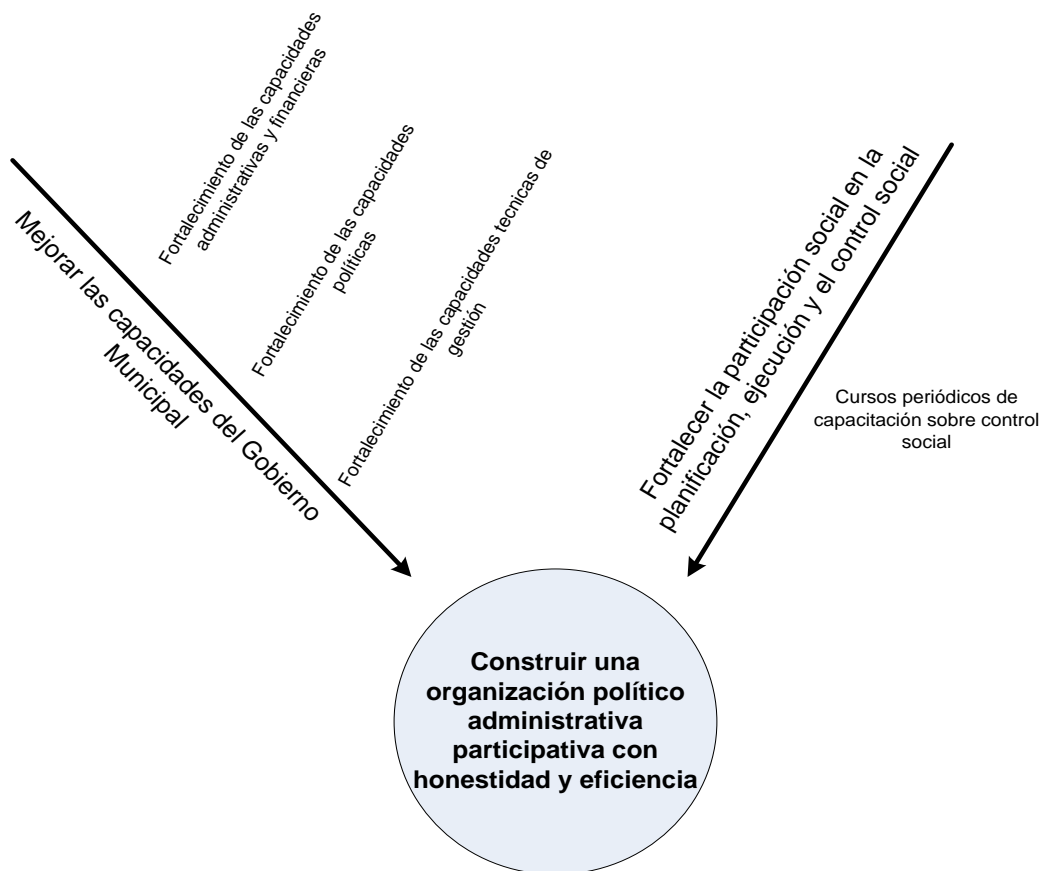 Fortalecimiento de las capacidades
administrativas y financieras
Fortalecimiento de las capacidades
políticas
Fortalecimiento de las capacidades tecnicas de
gestión
Mejorar las capacidades del Gobierno
Municipal
Fortalecer la participación social en la
planificación, ejecución y el control social
Cursos periódicos de
capacitación sobre control
social
Construir una
organización político
administrativa
participativa con
honestidad y eficiencia